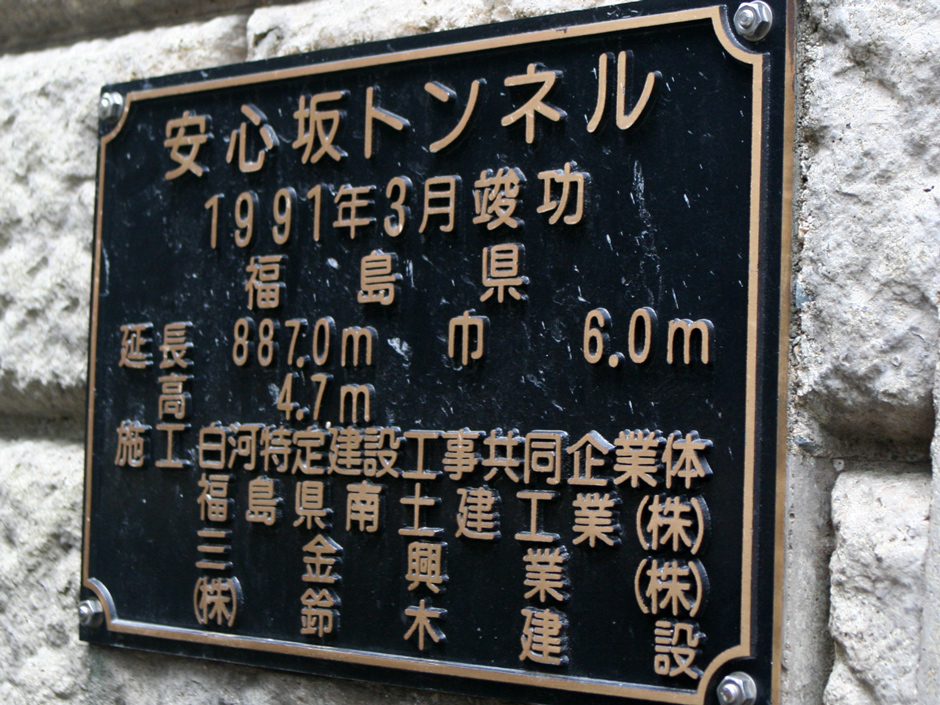 安心坂トンネル
1991年3月竣功
福島県
延長 887.0m 巾 6.0m
高 4.7m
施工 白河特定建設工事共同企業体
福島県南土建工業(株)
三金興業(株)
(株)鈴木建設